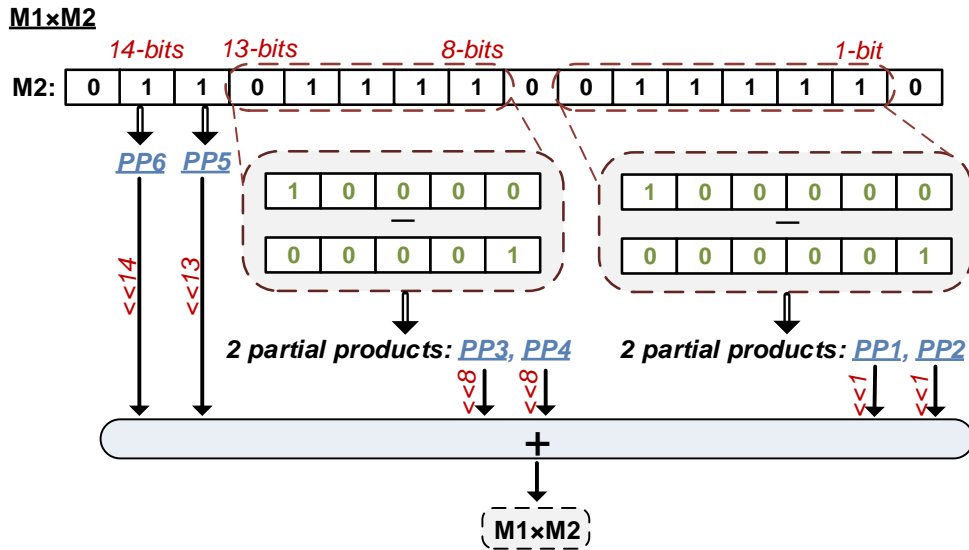 M1×M2
14-bits 13-bits 8-bits 1-bit
M2: 0 1 1 0 1 1 1 1 0 0 1 1 1 1 1 0
PP6 PP5
1 0 0 0 0 1 0 0 0 0 0
− −
0 0 0 0 1 0 0 0 0 0 1
<<14 <<13
2 partial products: PP3, PP4 2 partial products: PP1, PP2
<<8 <<8 <<1 <<1
+
M1×M2